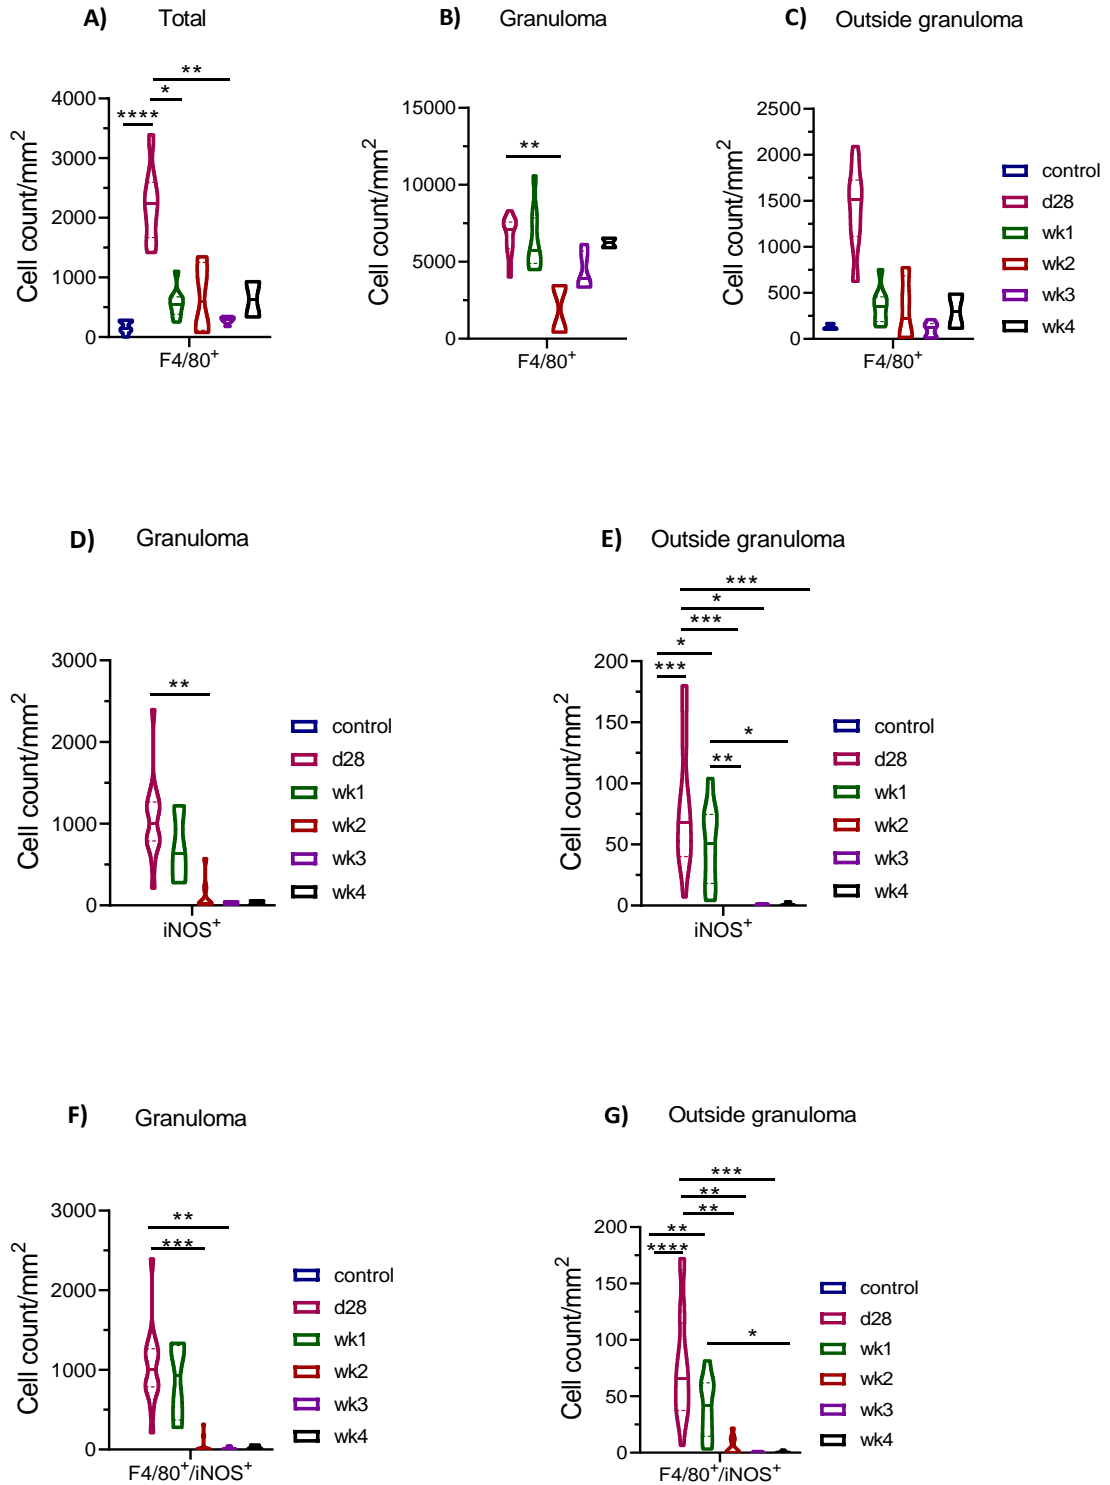 A) Total
B) Granuloma
C) Outside granuloma
**
*
****
4000
3000
2000
1000
0
Cell count/mm2
F4/80+
**
15000
10000
5000
0
Cell count/mm2
F4/80+
2500
2000
1500
1000
500
0
Cell count/mm2
F4/80+
control
d28
wk1
wk2
wk3
wk4
D) Granuloma
E) Outside granuloma
**
3000
2000
1000
0
Cell count/mm2
iNOS+
control
d28
wk1
wk2
wk3
wk4
***
*
***
*
***
*
**
200
150
100
50
0
Cell count/mm2
iNOS+
control
d28
wk1
wk2
wk3
wk4
F) Granuloma
G) Outside granuloma
**
***
3000
2000
1000
0
Cell count/mm2
F4/80+/iNOS+
control
d28
wk1
wk2
wk3
wk4
***
**
**
**
****
*
200
150
100
50
0
Cell count/mm2
F4/80+/iNOS+
control
d28
wk1
wk2
wk3
wk4